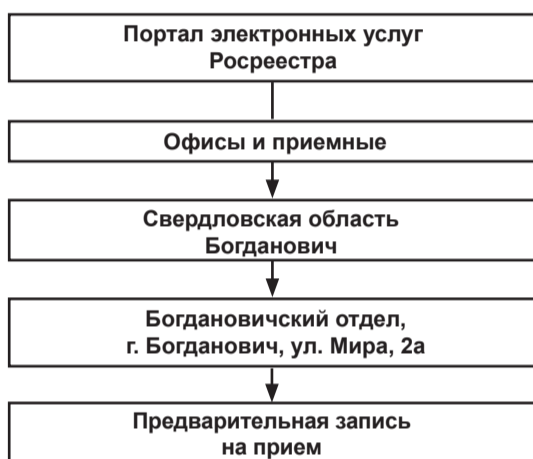 Портал электронных услуг
Росреестра
Офисы и приемные
Свердловская область
Богданович
Богдановичский отдел,
г. Богданович, ул. Мира, 2а
Предварительная запись
на прием